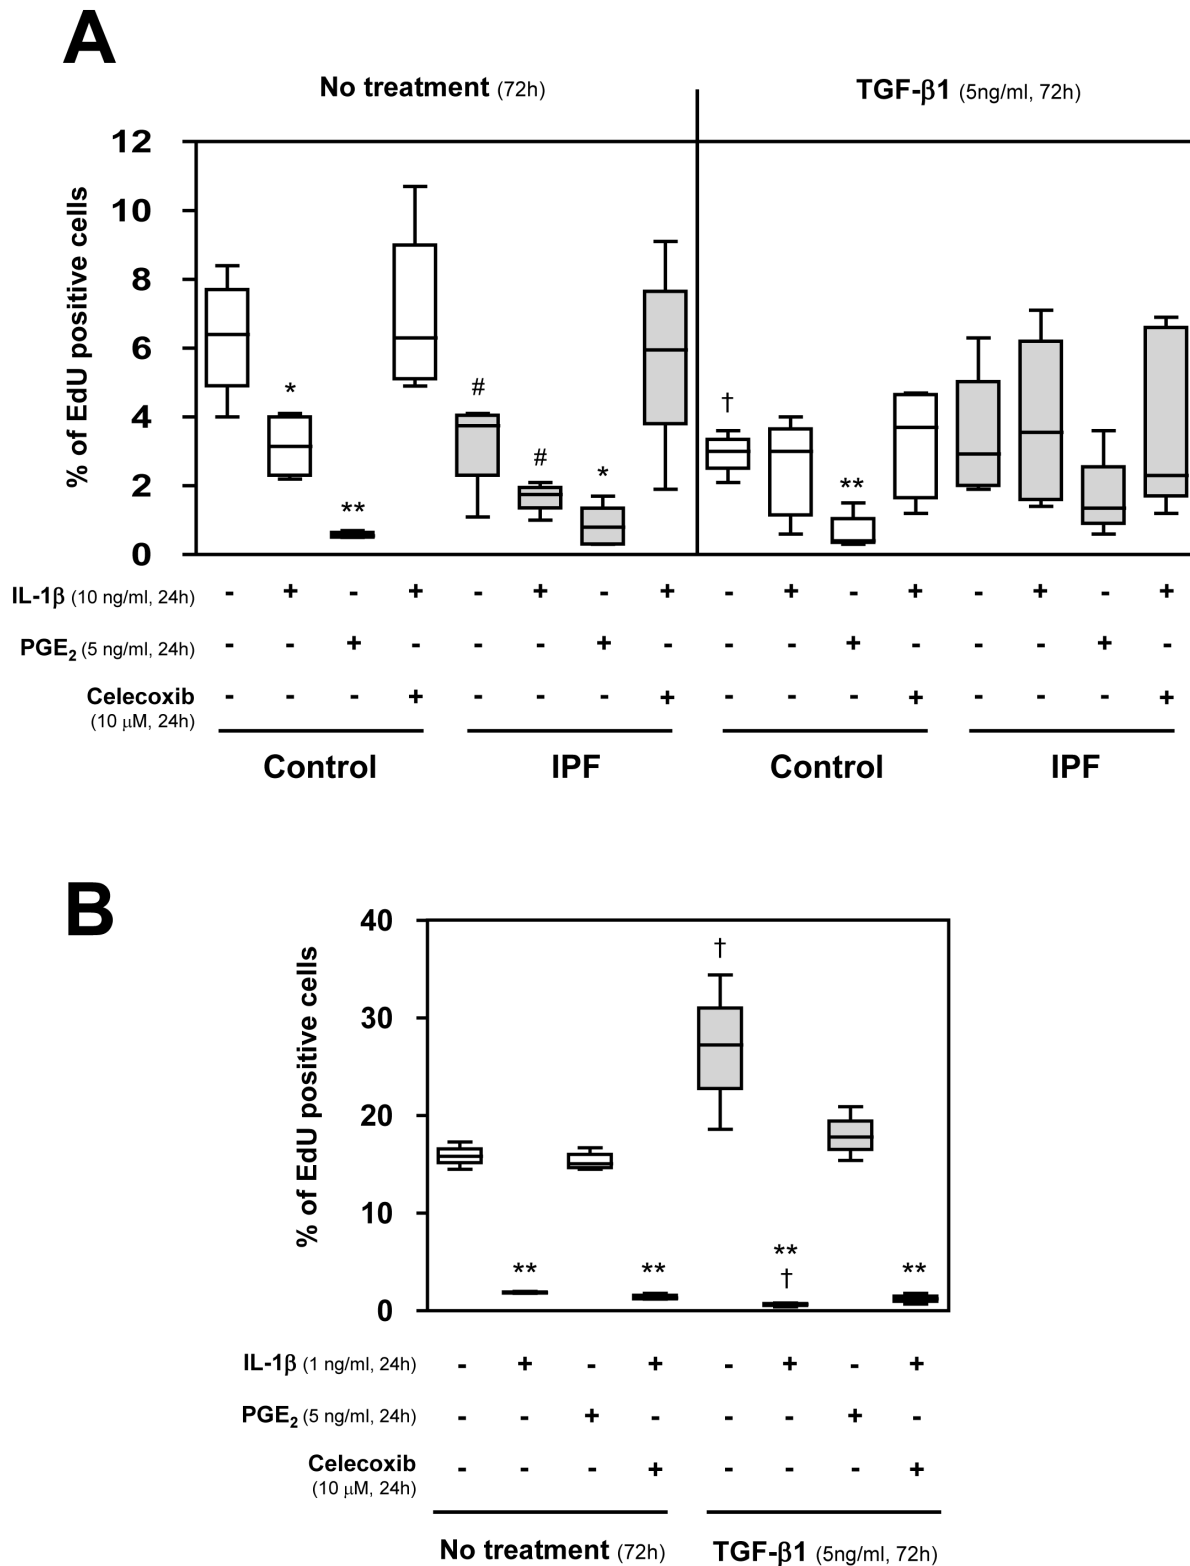 A
No treatment (72h)
TGF-β1 (5ng/ml, 72h)
% of EdU positive cells
12
10
8
6
4
2
0
*
**
#
#
*
†
**
IL-1β (10 ng/ml, 24h) - + - + - + - + - + - + - + - +
PGE2 (5 ng/ml, 24h) - - + - - - + - - - + - - - + -
Celecoxib - - - + - - - + - - - + - - - +
(10 μM, 24h)
Control IPF Control IPF
B
% of EdU positive cells
40
30
20
10
0
**
**
†
**
†
**
IL-1β (1 ng/ml, 24h) - + - + - + - +
PGE2 (5 ng/ml, 24h) - - + - - - + -
Celecoxib - - - + - - - +
(10 μM, 24h)
No treatment (72h) TGF-β1 (5ng/ml, 72h)